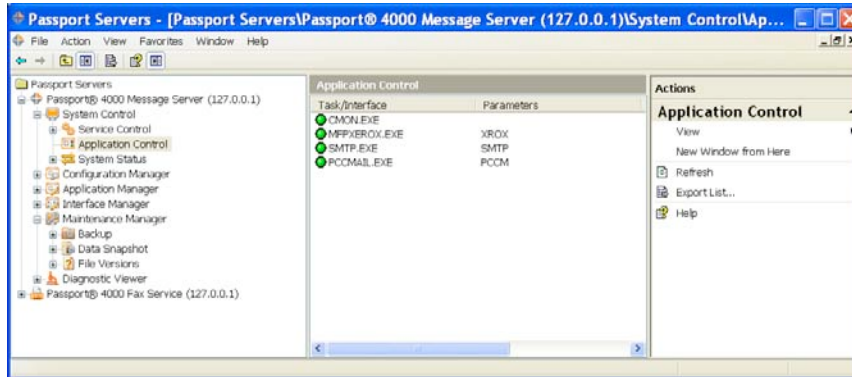 Passport Servers - [Passport Servers\Passport® 4000 Message Server (127.0.0.1)\System Control\Ap...
File Action View Favorites Window Help
Passport Servers
Passport® 4000 Message Server (127.0.0.1)
System Control
Service Control
Application Control
System Status
Configuration Manager
Application Manager
Interface Manager
Maintenance Manager
Backup
Data Snapshot
File Versions
Diagnostic Viewer
Passport® 4000 Fax Service (127.0.0.1)
Application Control
Task/Interface Parameters
CMON.EXE
MFPXEROX.EXE XROX
SMTP.EXE SMTP
PCCMAIL.EXE PCCM
Actions
Application Control
View
New Window from Here
Refresh
Export List...
Help